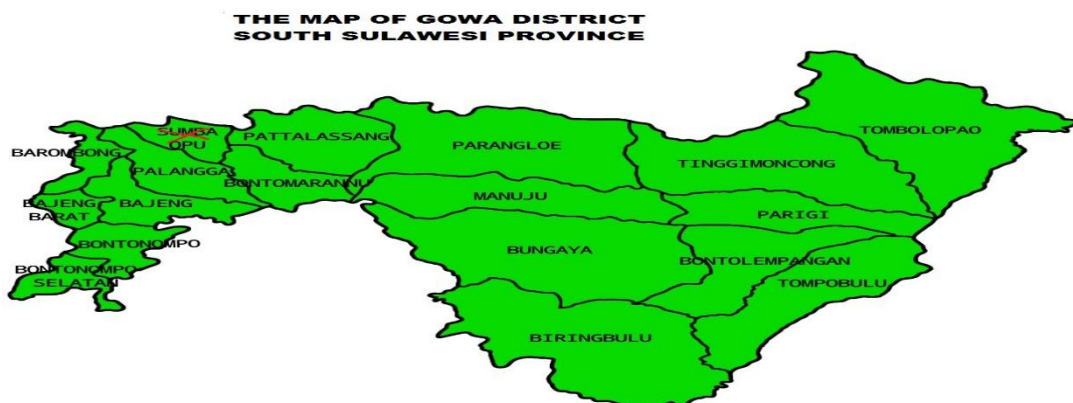 THE MAP OF GOWA DISTRICT
SOUTH SULAWESI PROVINCE
SUMBA
OPU
PATTALASSANG
TOMBOLOPAO
BAROMBONG
PARANGLOE
TINGGIMONCONG
PALANGGA
BONTOMARANNU
MANUJU
BAJENG
BARAT
BAJENG
PARIGI
BONTONOMPO
BUNGAYA
BONTOLEMPANGAN
BONTONOMPO
SELATAN
TOMPOBULU
BIRINGBULU